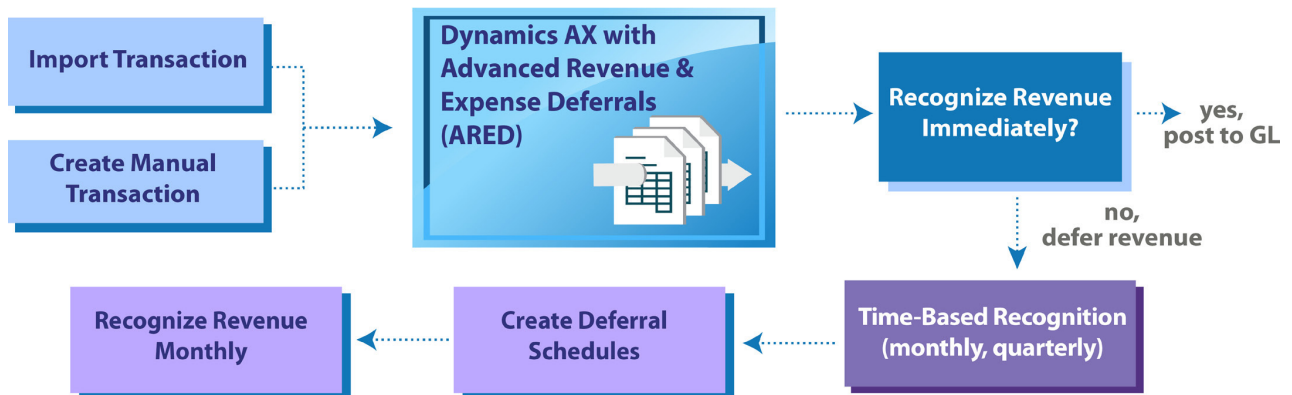 Import Transaction
Create Manual
Transaction
Dynamics AX with
Advanced Revenue &
Expense Deferrals
(ARED)
Recognize Revenue
Immediately?
yes,
post to GL
no,
defer revenue
Time-Based Recognition
(monthly, quarterly)
Create Deferral
Schedules
Recognize Revenue
Monthly